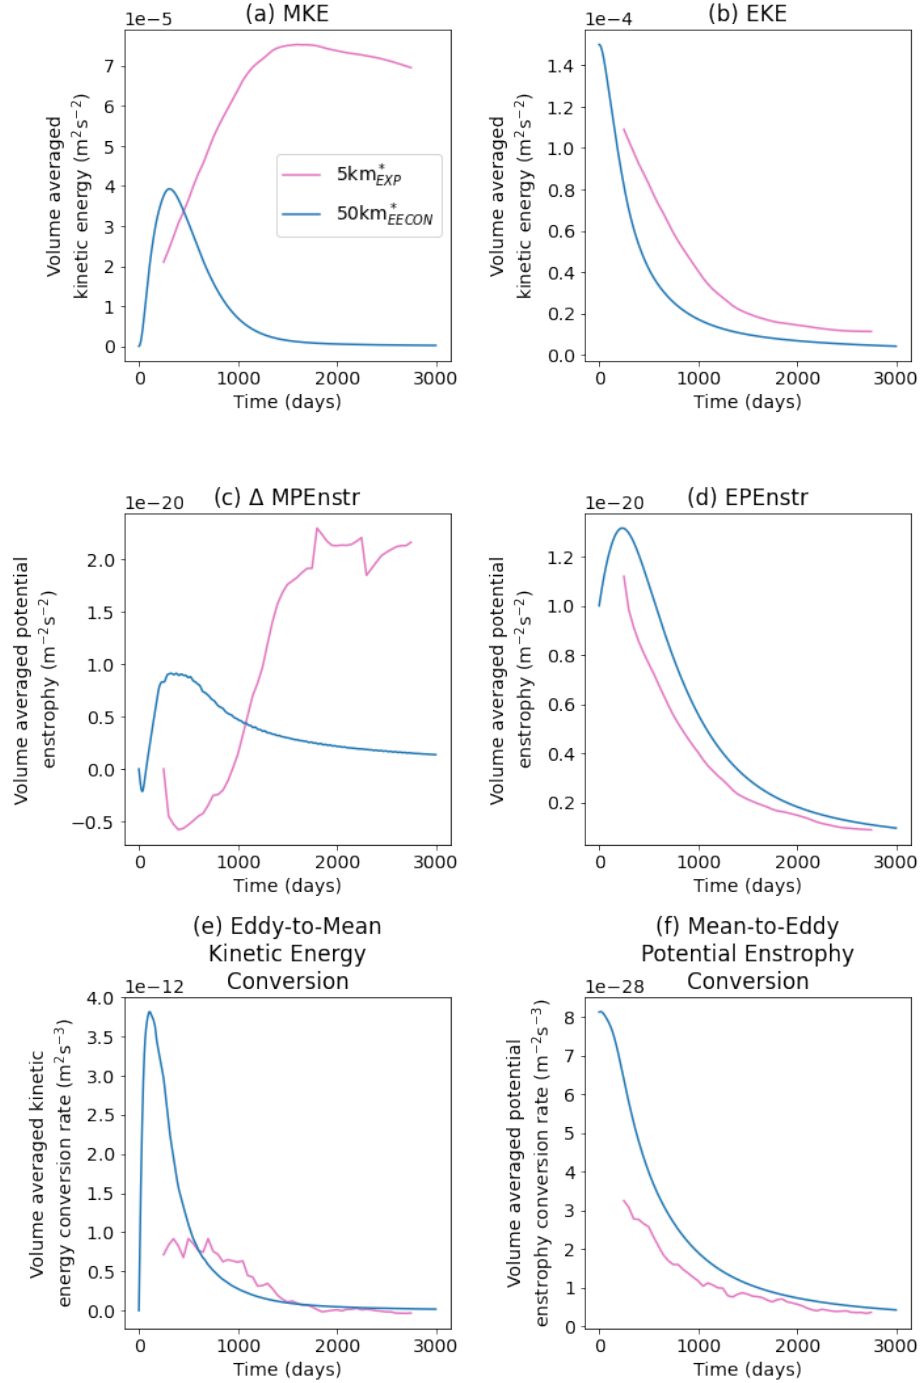 (a) MKE
1e−5
7
6
5
4
3
2
1
0
Volume averaged
kinetic energy (m²s⁻²)
5km*EXP
50km*EECON
0 1000 2000 3000
Time (days)
(b) EKE
1e−4
1.4
1.2
1.0
0.8
0.6
0.4
0.2
0.0
Volume averaged
kinetic energy (m²s⁻²)
0 1000 2000 3000
Time (days)
(c) Δ MPEnstr
1e−20
2.0
1.5
1.0
0.5
0.0
−0.5
Volume averaged potential
enstrophy (m⁻²s⁻²)
0 1000 2000 3000
Time (days)
(d) EPEnstr
1e−20
1.2
1.0
0.8
0.6
0.4
0.2
Volume averaged potential
enstrophy (m⁻²s⁻²)
0 1000 2000 3000
Time (days)
(e) Eddy-to-Mean
Kinetic Energy
Conversion
1e−12
4.0
3.5
3.0
2.5
2.0
1.5
1.0
0.5
0.0
Volume averaged kinetic
energy conversion rate (m²s⁻³)
0 1000 2000 3000
Time (days)
(f) Mean-to-Eddy
Potential Enstrophy
Conversion
1e−28
8
7
6
5
4
3
2
1
0
Volume averaged potential
enstrophy conversion rate (m⁻²s⁻³)
0 1000 2000 3000
Time (days)